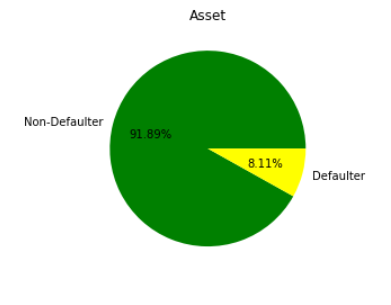 Asset
Non-Defaulter
91.89%
8.11%
Defaulter